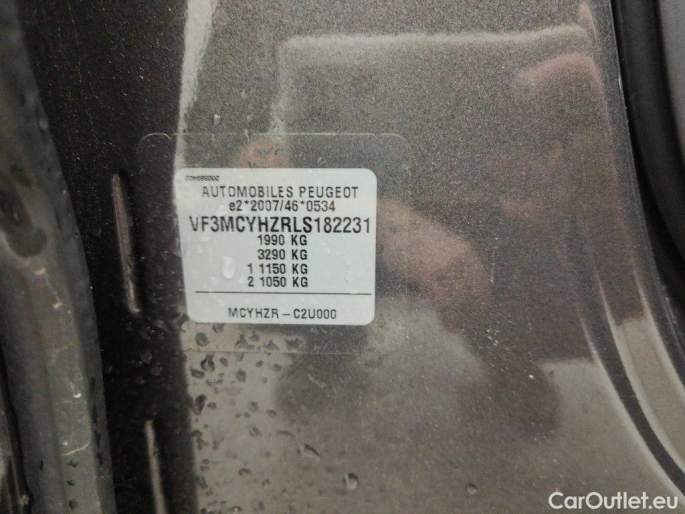 AUTOMOBILES PEUGEOT
e2*2007/46*0534
VF3MCYHZRLS182231
1990 KG
3290 KG
1 1150 KG
2 1050 KG
MCYHZR - C2U000
CarOutlet.eu